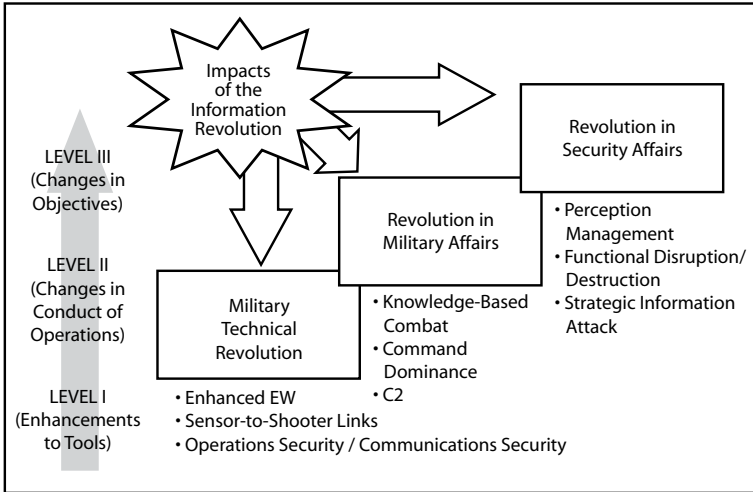 Impacts
of the
Information
Revolution
LEVEL III
(Changes in
Objectives)
LEVEL II
(Changes in
Conduct of
Operations)
LEVEL I
(Enhancements
to Tools)
Military
Technical
Revolution
• Enhanced EW
• Sensor-to-Shooter Links
• Operations Security / Communications Security
Revolution in
Military Affairs
• Knowledge-Based
Combat
• Command
Dominance
• C2
Revolution in
Security Affairs
• Perception
Management
• Functional Disruption/
Destruction
• Strategic Information
Attack